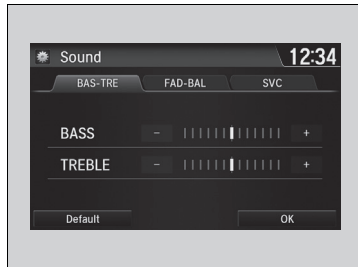 Sound 12:34
BAS-TRE FAD-BAL SVC
BASS - +
TREBLE - +
Default OK